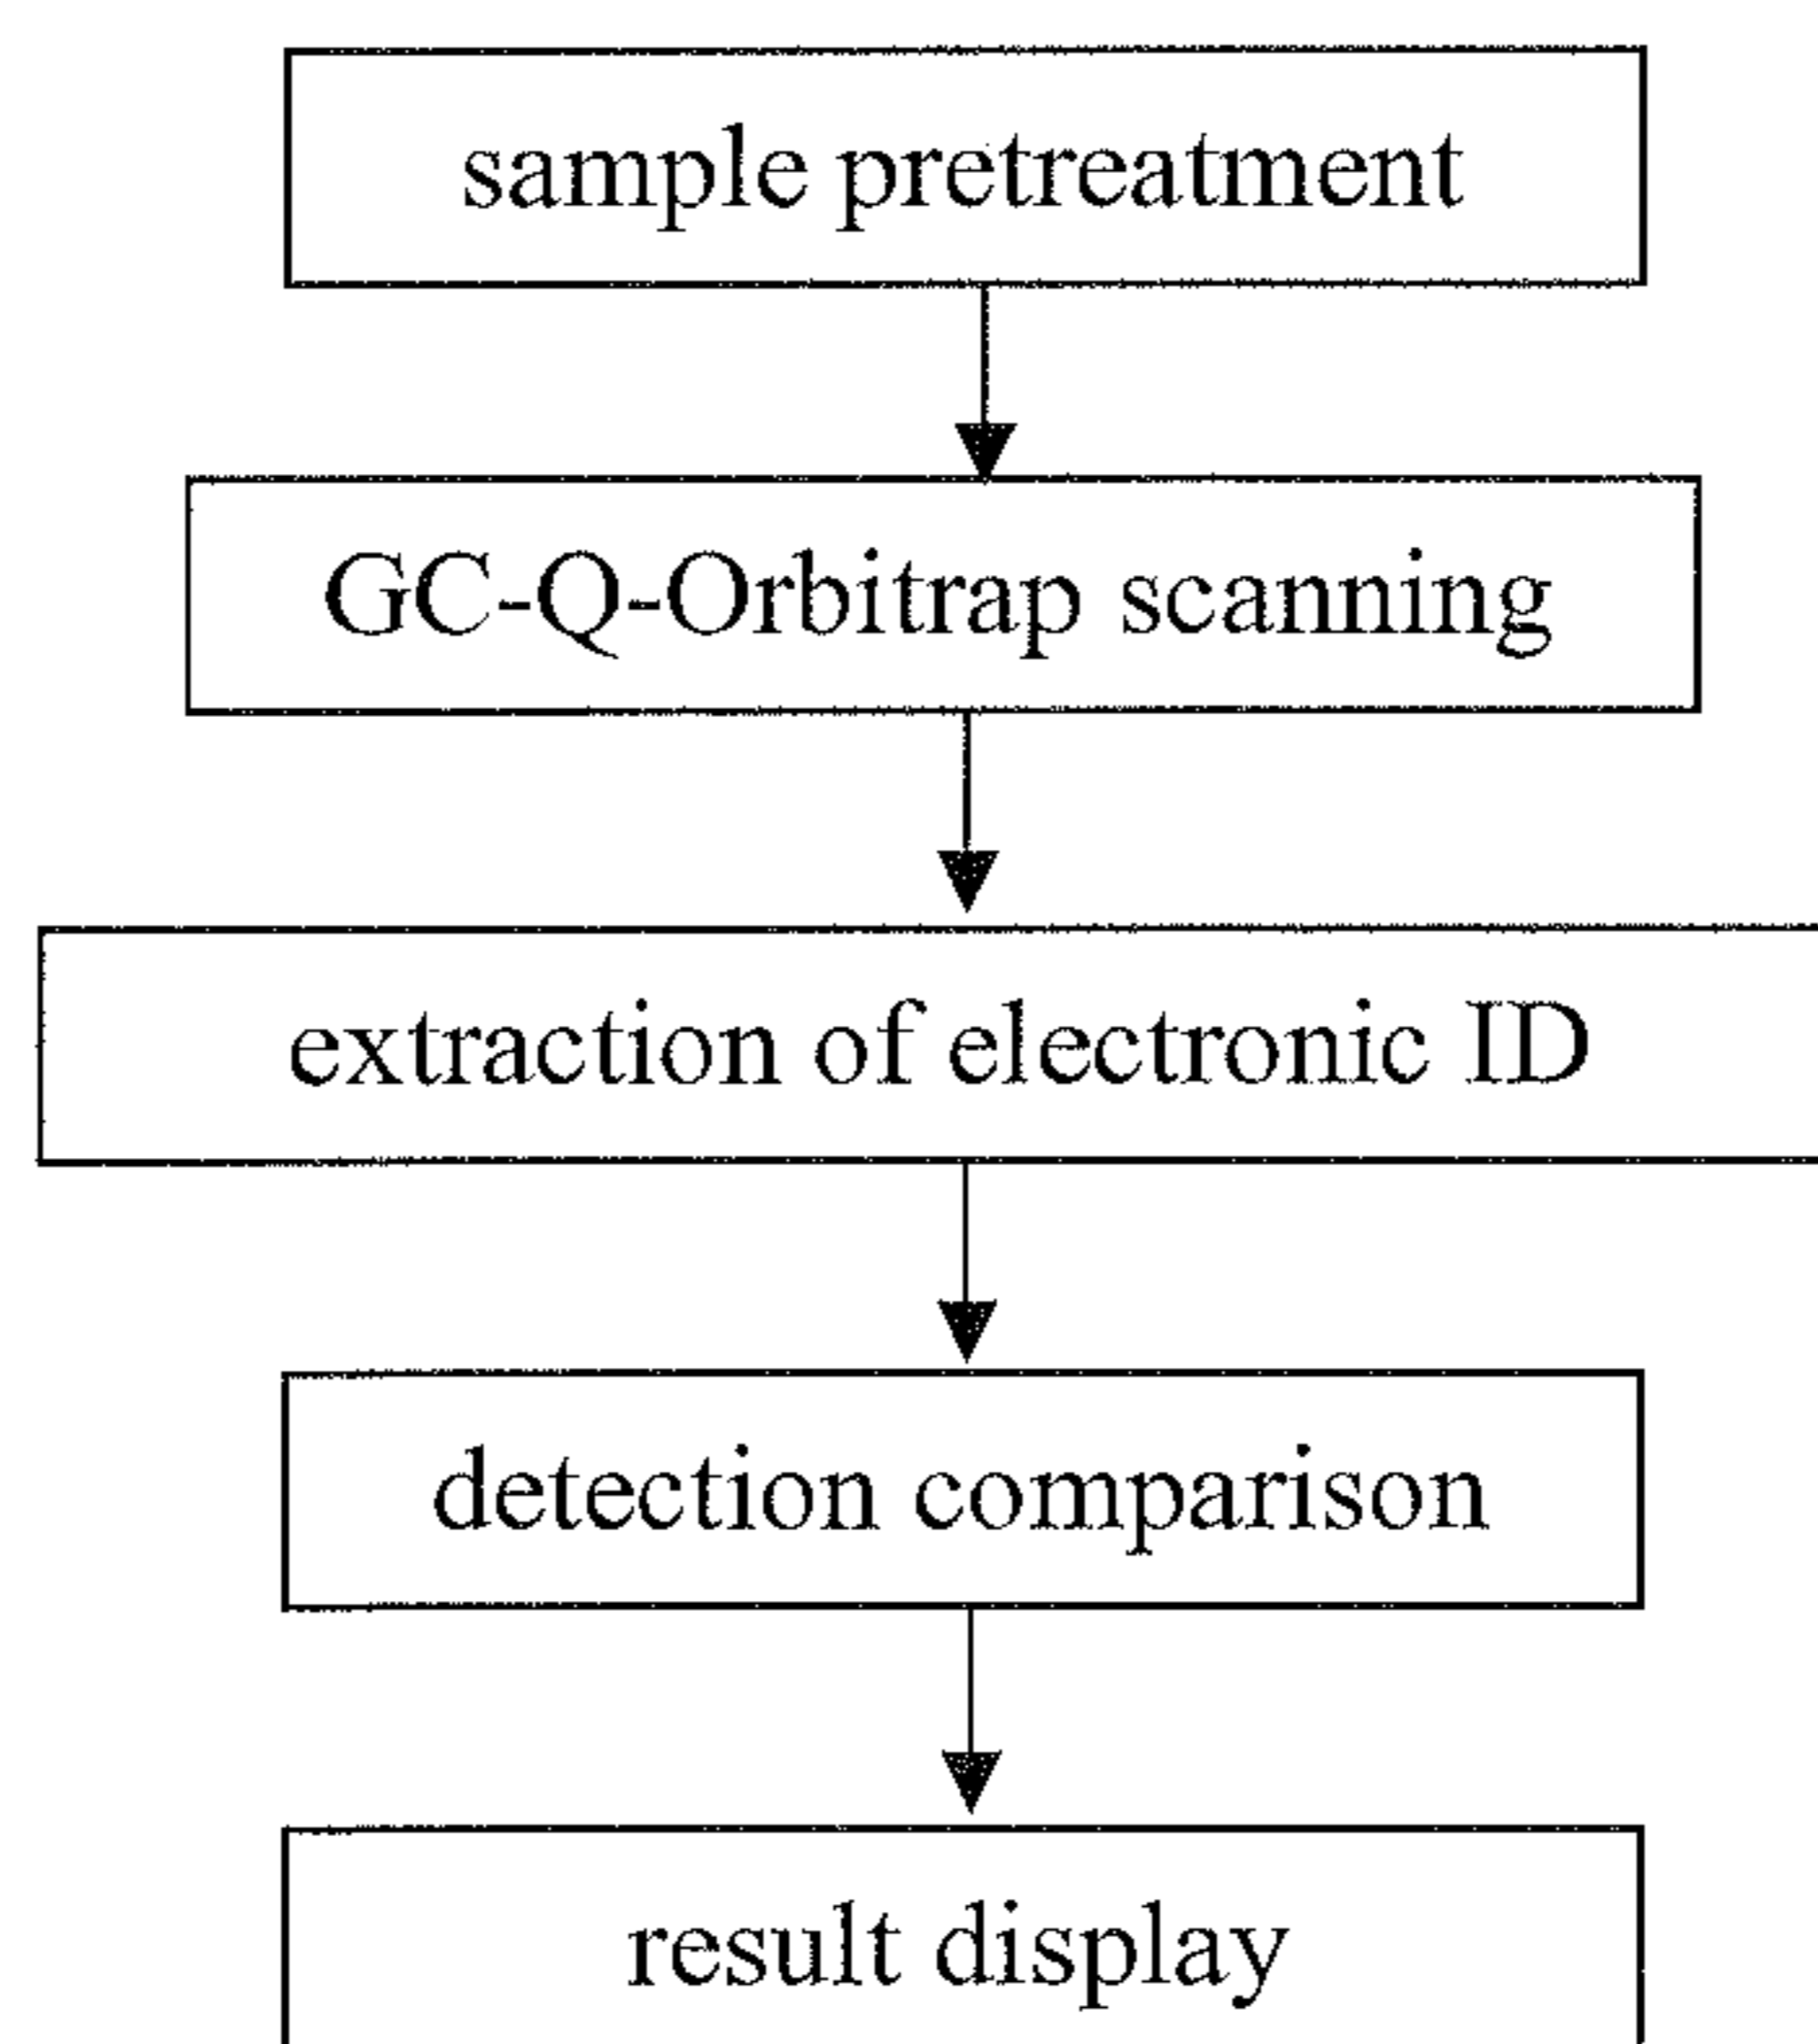 sample pretreatment
GC-Q-Orbitrap scanning
extraction of electronic ID
detection comparison
result display